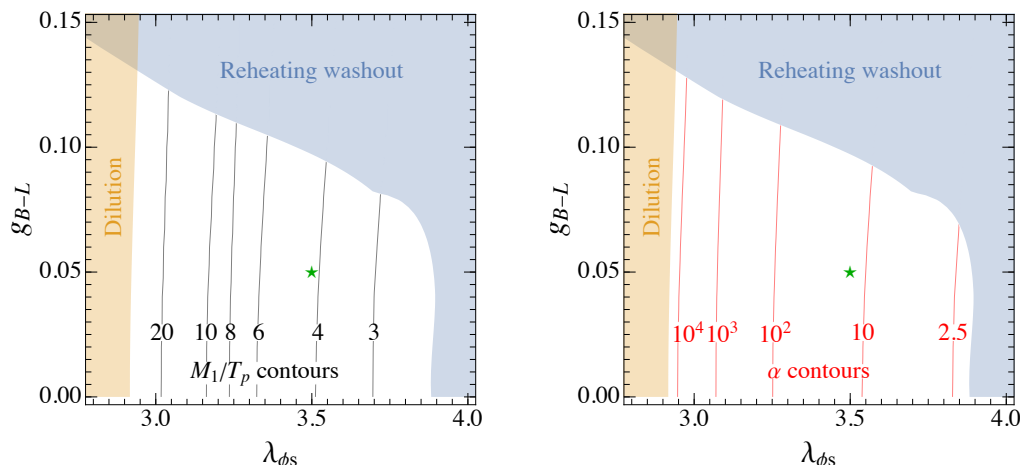 0.15
0.10
0.05
0.00
g_{B−L}
Dilution
Reheating washout
20 10 8 6 4 3
M_1/T_p contours
3.0 3.5 4.0
λ_{ϕs}
0.15
0.10
0.05
0.00
g_{B−L}
Dilution
Reheating washout
10^4 10^3 10^2 10 2.5
α contours
3.0 3.5 4.0
λ_{ϕs}